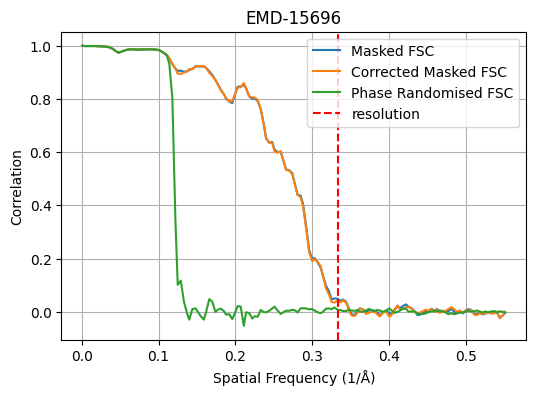 EMD-15696
Masked FSC
Corrected Masked FSC
Phase Randomised FSC
resolution
Correlation
1.0
0.8
0.6
0.4
0.2
0.0
0.0 0.1 0.2 0.3 0.4 0.5
Spatial Frequency (1/Å)